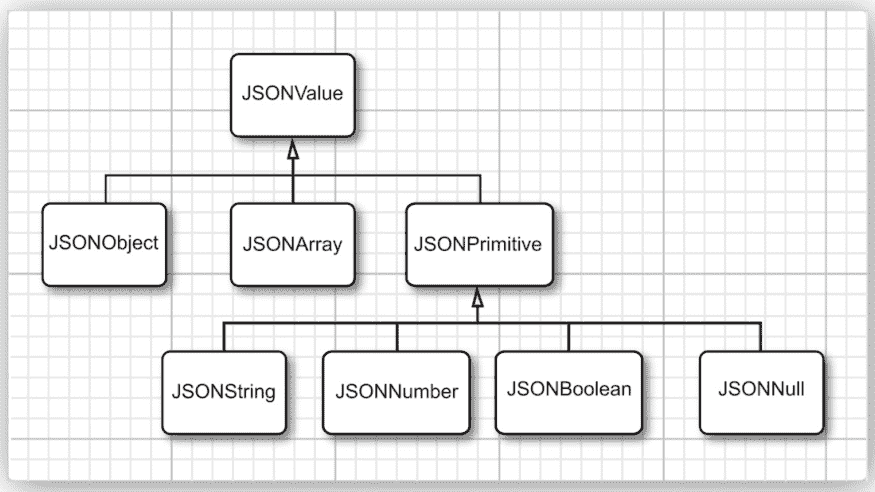 JSONValue
JSONObject
JSONArray
JSONPrimitive
JSONString
JSONNumber
JSONBoolean
JSONNull